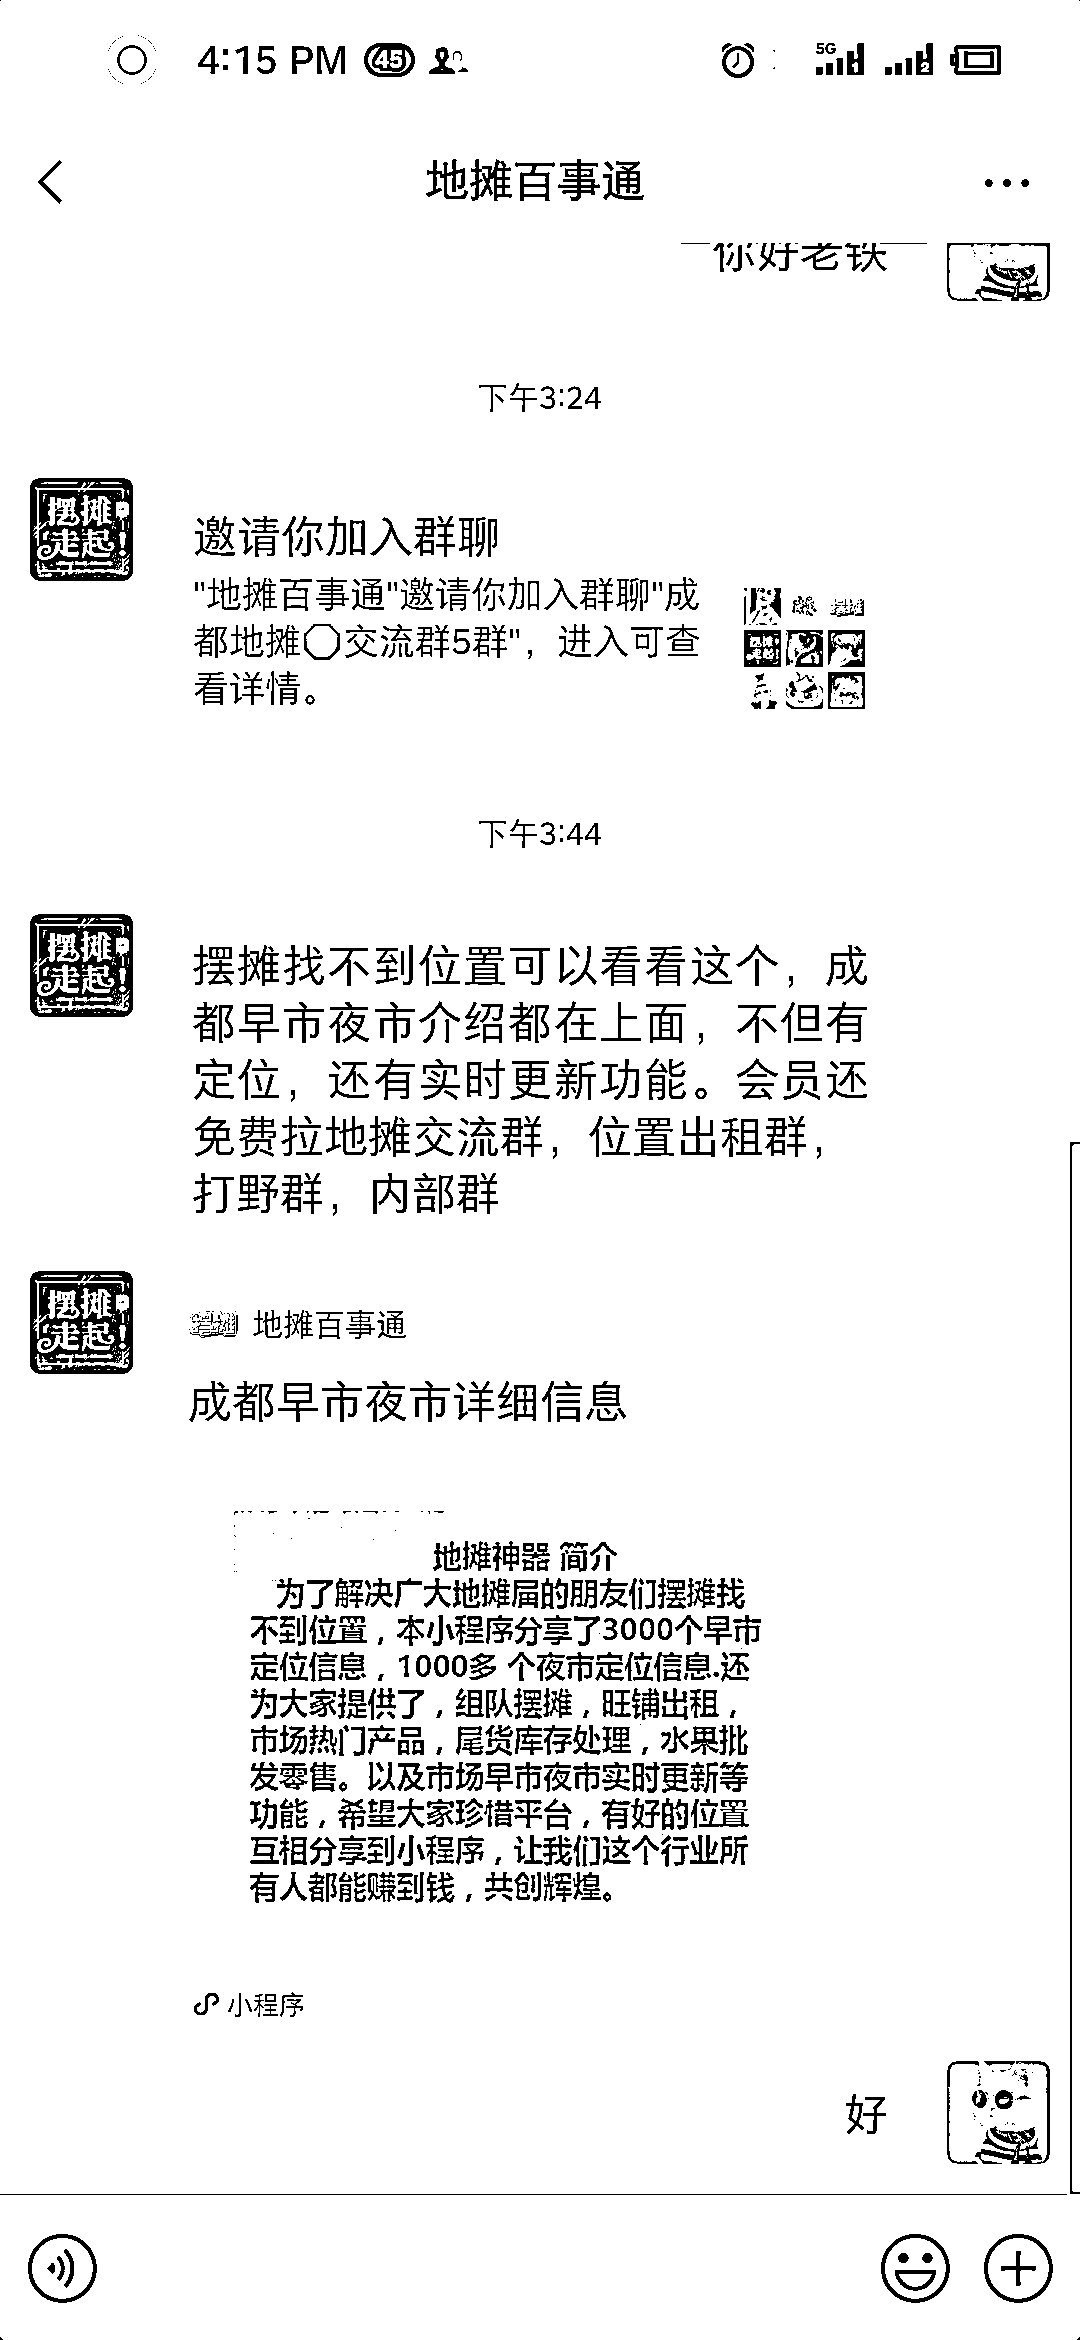 4:15 PM 45
5G
1
2
地摊百事通
你好老铁
下午3:24
摆摊
走起!
邀请你加入群聊
"地摊百事通"邀请你加入群聊"成
都地摊〇交流群5群"，进入可查
看详情。
下午3:44
摆摊
走起!
摆摊找不到位置可以看看这个，成
都早市夜市介绍都在上面，不但有
定位，还有实时更新功能。会员还
免费拉地摊交流群，位置出租群，
打野群，内部群
摆摊
走起!
地摊百事通
成都早市夜市详细信息
地摊神器 简介
为了解决广大地摊届的朋友们摆摊找
不到位置，本小程序分享了3000个早市
定位信息，1000多 个夜市定位信息.还
为大家提供了，组队摆摊，旺铺出租，
市场热门产品，尾货库存处理，水果批
发零售。以及市场早市夜市实时更新等
功能，希望大家珍惜平台，有好的位置
互相分享到小程序，让我们这个行业所
有人都能赚到钱，共创辉煌。
小程序
好